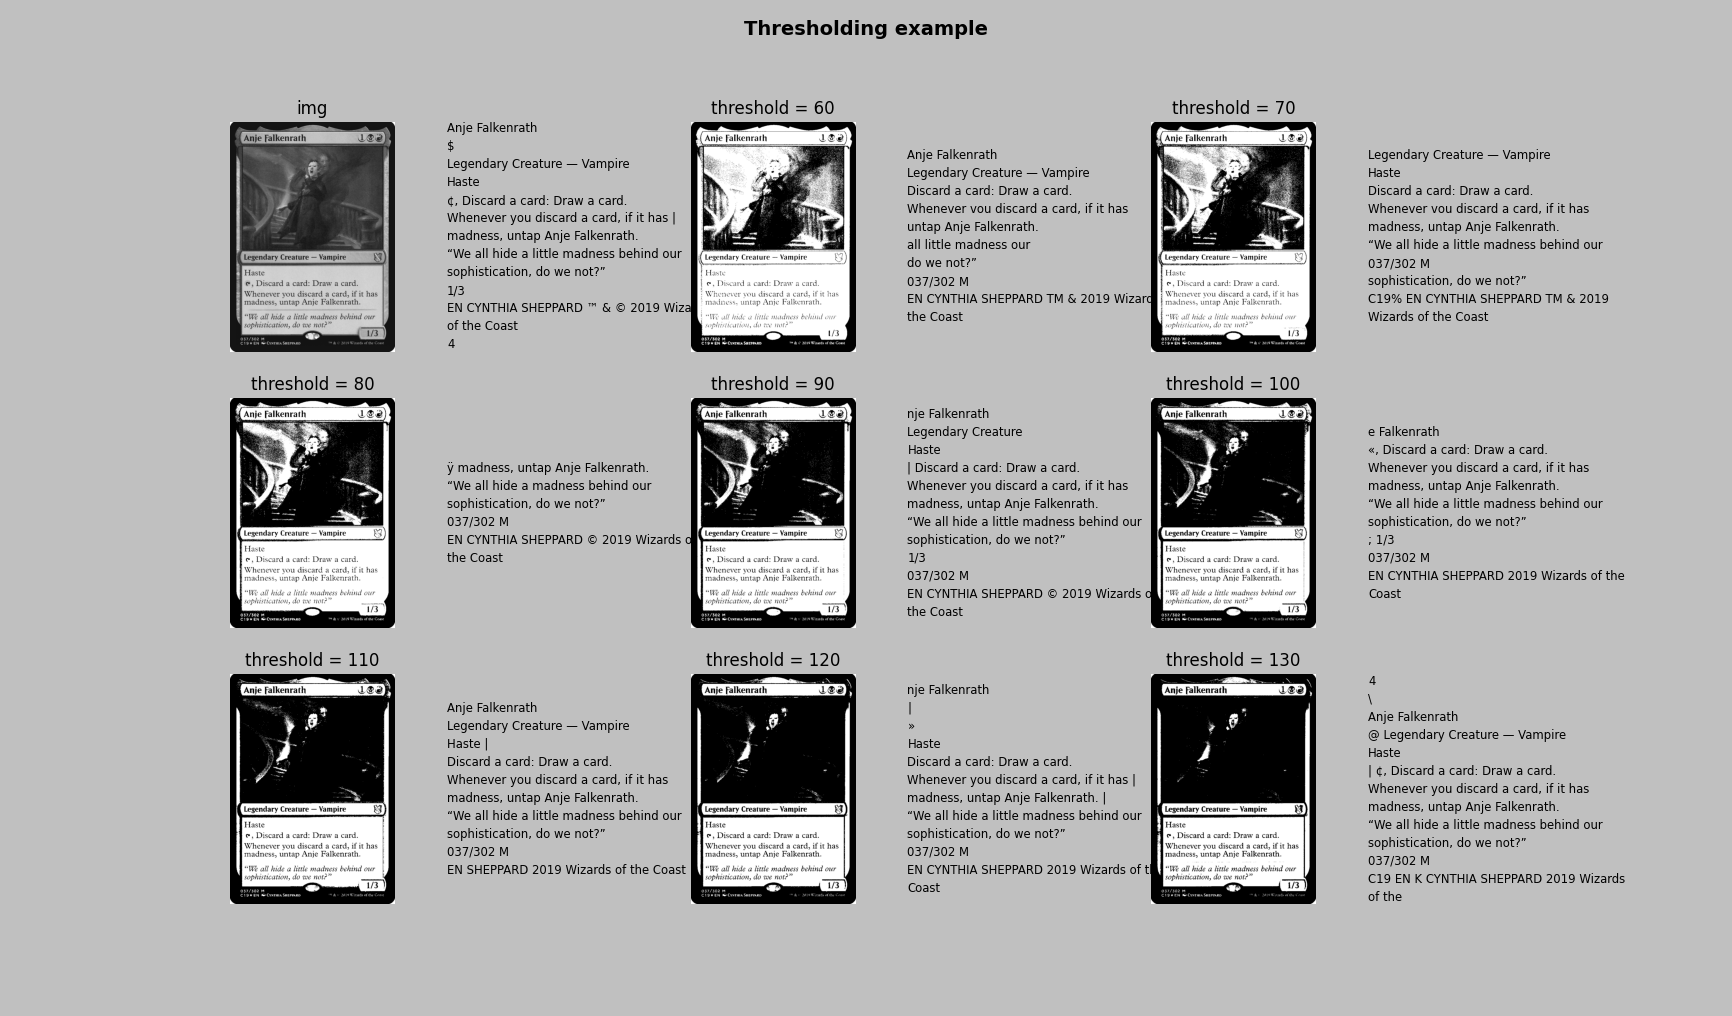 Thresholding example
img
Anje Falkenrath
Haste
Discard a card: Draw a card.
Whenever you discard a card, if it has
madness, untap Anje Falkenrath.
"We all hide a little madness behind our
sophistication, do we not?"
Legendary Creature — Vampire
1/3
Anje Falkenrath
$
Legendary Creature — Vampire
Haste
¢, Discard a card: Draw a card.
Whenever you discard a card, if it has |
madness, untap Anje Falkenrath.
“We all hide a little madness behind our
sophistication, do we not?”
1/3
EN CYNTHIA SHEPPARD ™ & © 2019 Wiza
of the Coast
4
threshold = 60
Anje Falkenrath
Legendary Creature — Vampire
Discard a card: Draw a card.
Whenever vou discard a card, if it has
untap Anje Falkenrath.
all little madness our
do we not?”
037/302 M
EN CYNTHIA SHEPPARD TM & 2019 Wizard
the Coast
threshold = 70
Legendary Creature — Vampire
Haste
Discard a card: Draw a card.
Whenever vou discard a card, if it has
madness, untap Anje Falkenrath.
“We all hide a little madness behind our
037/302 M
sophistication, do we not?”
C19% EN CYNTHIA SHEPPARD TM & 2019
Wizards of the Coast
threshold = 80
ÿ madness, untap Anje Falkenrath.
“We all hide a madness behind our
sophistication, do we not?”
037/302 M
EN CYNTHIA SHEPPARD © 2019 Wizards o
the Coast
threshold = 90
nje Falkenrath
Legendary Creature
Haste
| Discard a card: Draw a card.
Whenever you discard a card, if it has
madness, untap Anje Falkenrath.
“We all hide a little madness behind our
sophistication, do we not?”
1/3
037/302 M
EN CYNTHIA SHEPPARD © 2019 Wizards o
the Coast
threshold = 100
e Falkenrath
«, Discard a card: Draw a card.
Whenever you discard a card, if it has
madness, untap Anje Falkenrath.
“We all hide a little madness behind our
sophistication, do we not?”
; 1/3
037/302 M
EN CYNTHIA SHEPPARD 2019 Wizards of the
Coast
threshold = 110
Anje Falkenrath
Legendary Creature — Vampire
Haste |
Discard a card: Draw a card.
Whenever you discard a card, if it has
madness, untap Anje Falkenrath.
“We all hide a little madness behind our
sophistication, do we not?”
037/302 M
EN SHEPPARD 2019 Wizards of the Coast
threshold = 120
nje Falkenrath
|
»
Haste
Discard a card: Draw a card.
Whenever you discard a card, if it has |
madness, untap Anje Falkenrath. |
“We all hide a little madness behind our
sophistication, do we not?”
037/302 M
EN CYNTHIA SHEPPARD 2019 Wizards of th
Coast
threshold = 130
4
\
Anje Falkenrath
@ Legendary Creature — Vampire
Haste
| ¢, Discard a card: Draw a card.
Whenever you discard a card, if it has
madness, untap Anje Falkenrath.
“We all hide a little madness behind our
sophistication, do we not?”
037/302 M
C19 EN K CYNTHIA SHEPPARD 2019 Wizards
of the